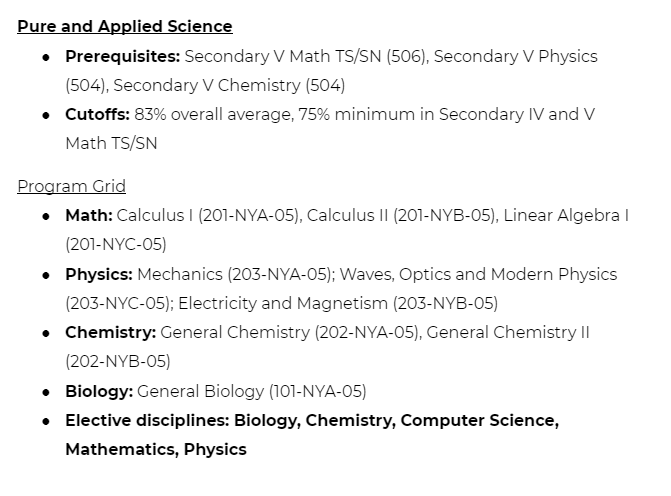 Pure and Applied Science
● Prerequisites: Secondary V Math TS/SN (506), Secondary V Physics
(504), Secondary V Chemistry (504)
● Cutoffs: 83% overall average, 75% minimum in Secondary IV and V
Math TS/SN
Program Grid
● Math: Calculus I (201-NYA-05), Calculus II (201-NYB-05), Linear Algebra I
(201-NYC-05)
● Physics: Mechanics (203-NYA-05); Waves, Optics and Modern Physics
(203-NYC-05); Electricity and Magnetism (203-NYB-05)
● Chemistry: General Chemistry (202-NYA-05), General Chemistry II
(202-NYB-05)
● Biology: General Biology (101-NYA-05)
● Elective disciplines: Biology, Chemistry, Computer Science,
Mathematics, Physics